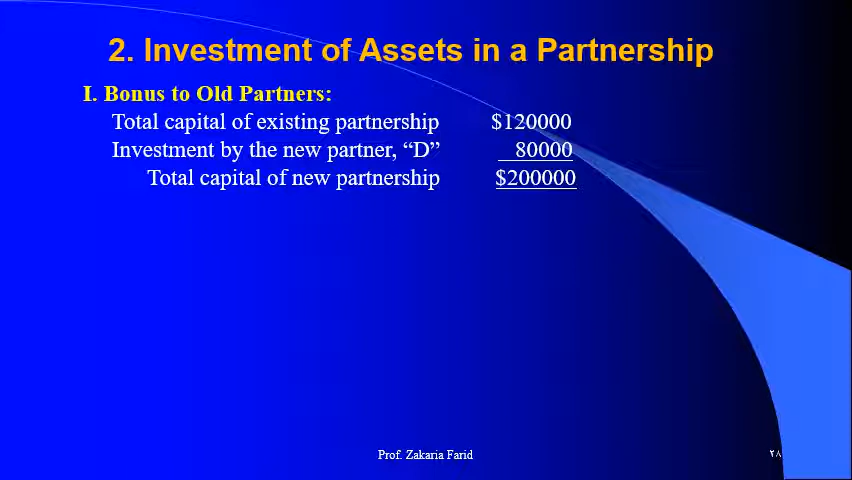 2. Investment of Assets in a Partnership
I. Bonus to Old Partners:
Total capital of existing partnership $120000
Investment by the new partner, “D” 80000
Total capital of new partnership $200000
Prof. Zakaria Farid ٢٨